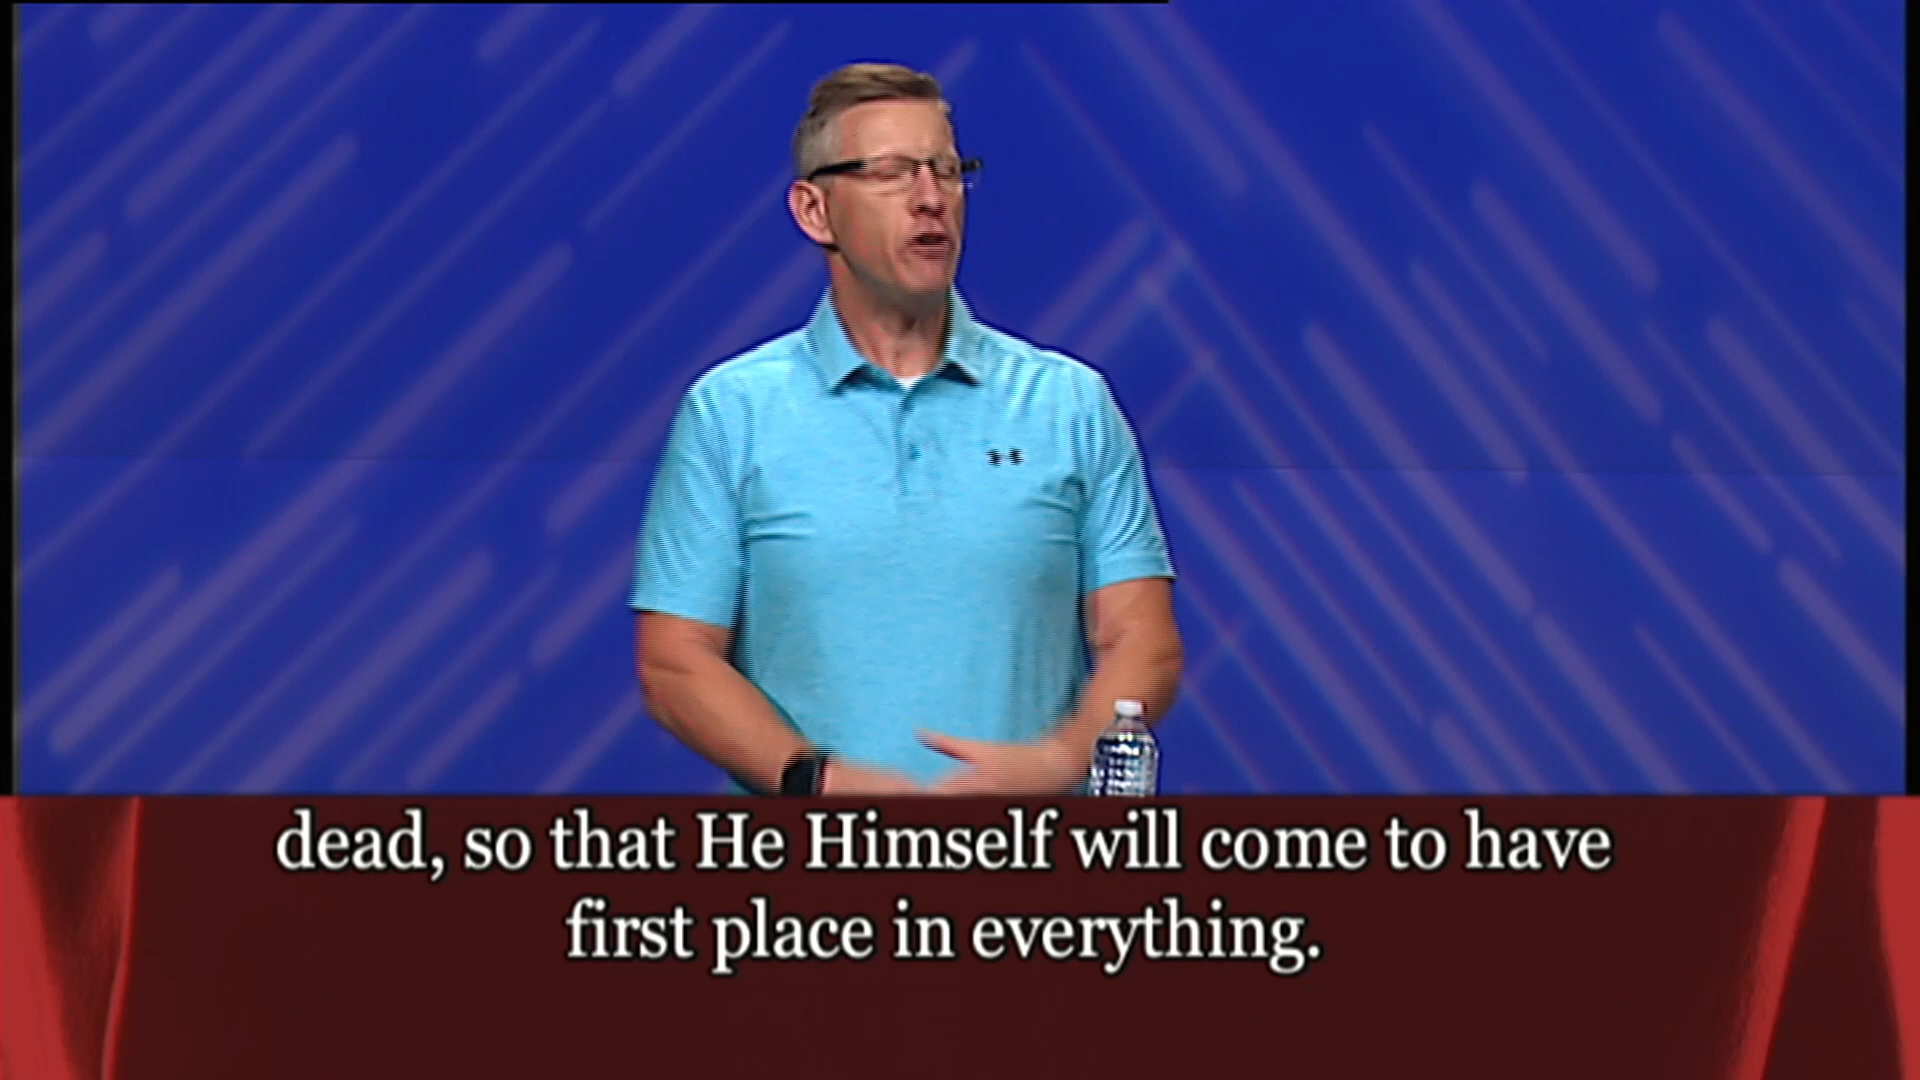 dead, so that He Himself will come to have
first place in everything.